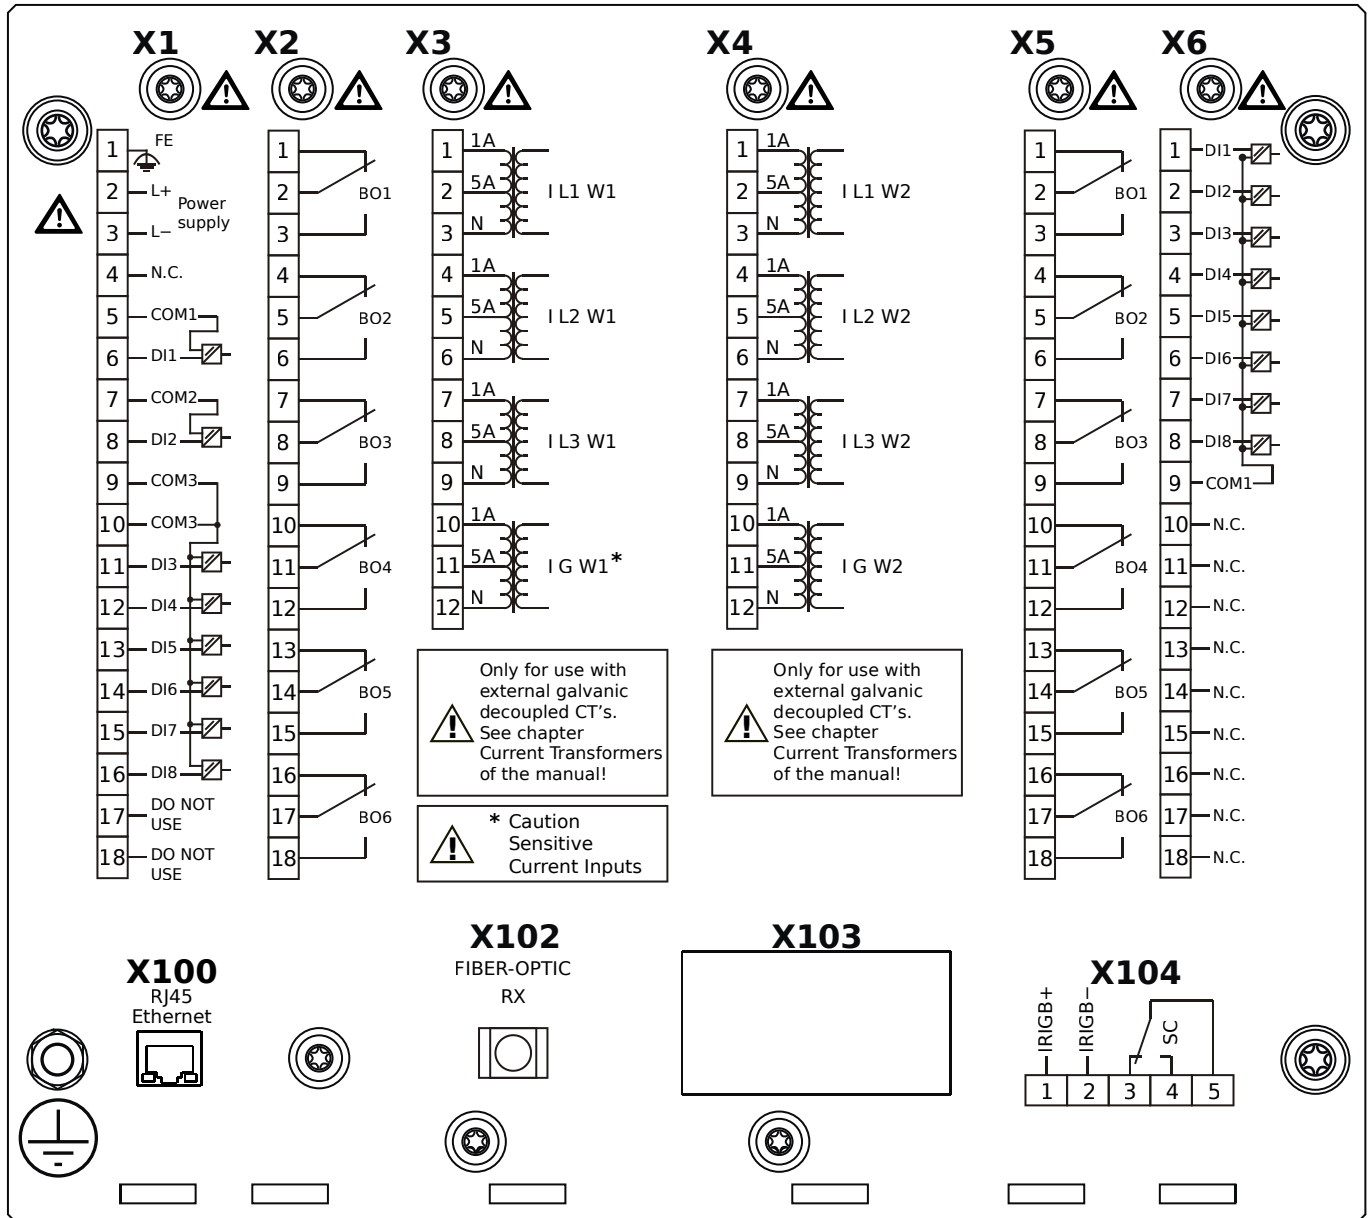 X1
X2
X3
X4
X5
X6
1 FE
2 L+
Power
supply
3 L−
4 N.C.
5 COM1
6 DI1
7 COM2
8 DI2
9 COM3
10 COM3
11 DI3
12 DI4
13 DI5
14 DI6
15 DI7
16 DI8
17 DO NOT
USE
18 DO NOT
USE
1
2 BO1
3
4
5 BO2
6
7
8 BO3
9
10
11 BO4
12
13
14 BO5
15
16
17 BO6
18
1 1A
2 5A I L1 W1
3 N
4 1A
5 5A I L2 W1
6 N
7 1A
8 5A I L3 W1
9 N
10 1A
11 5A I G W1*
12 N
Only for use with
external galvanic
decoupled CT's.
See chapter
Current Transformers
of the manual!
* Caution
Sensitive
Current Inputs
1 1A
2 5A I L1 W2
3 N
4 1A
5 5A I L2 W2
6 N
7 1A
8 5A I L3 W2
9 N
10 1A
11 5A I G W2
12 N
Only for use with
external galvanic
decoupled CT's.
See chapter
Current Transformers
of the manual!
1
2 BO1
3
4
5 BO2
6
7
8 BO3
9
10
11 BO4
12
13
14 BO5
15
16
17 BO6
18
1 DI1
2 DI2
3 DI3
4 DI4
5 DI5
6 DI6
7 DI7
8 DI8
9 COM1
10 N.C.
11 N.C.
12 N.C.
13 N.C.
14 N.C.
15 N.C.
16 N.C.
17 N.C.
18 N.C.
X100
RJ45
Ethernet
X102
FIBER-OPTIC
RX
X103
X104
IRIGB+
IRIGB−
SC
1 2 3 4 5